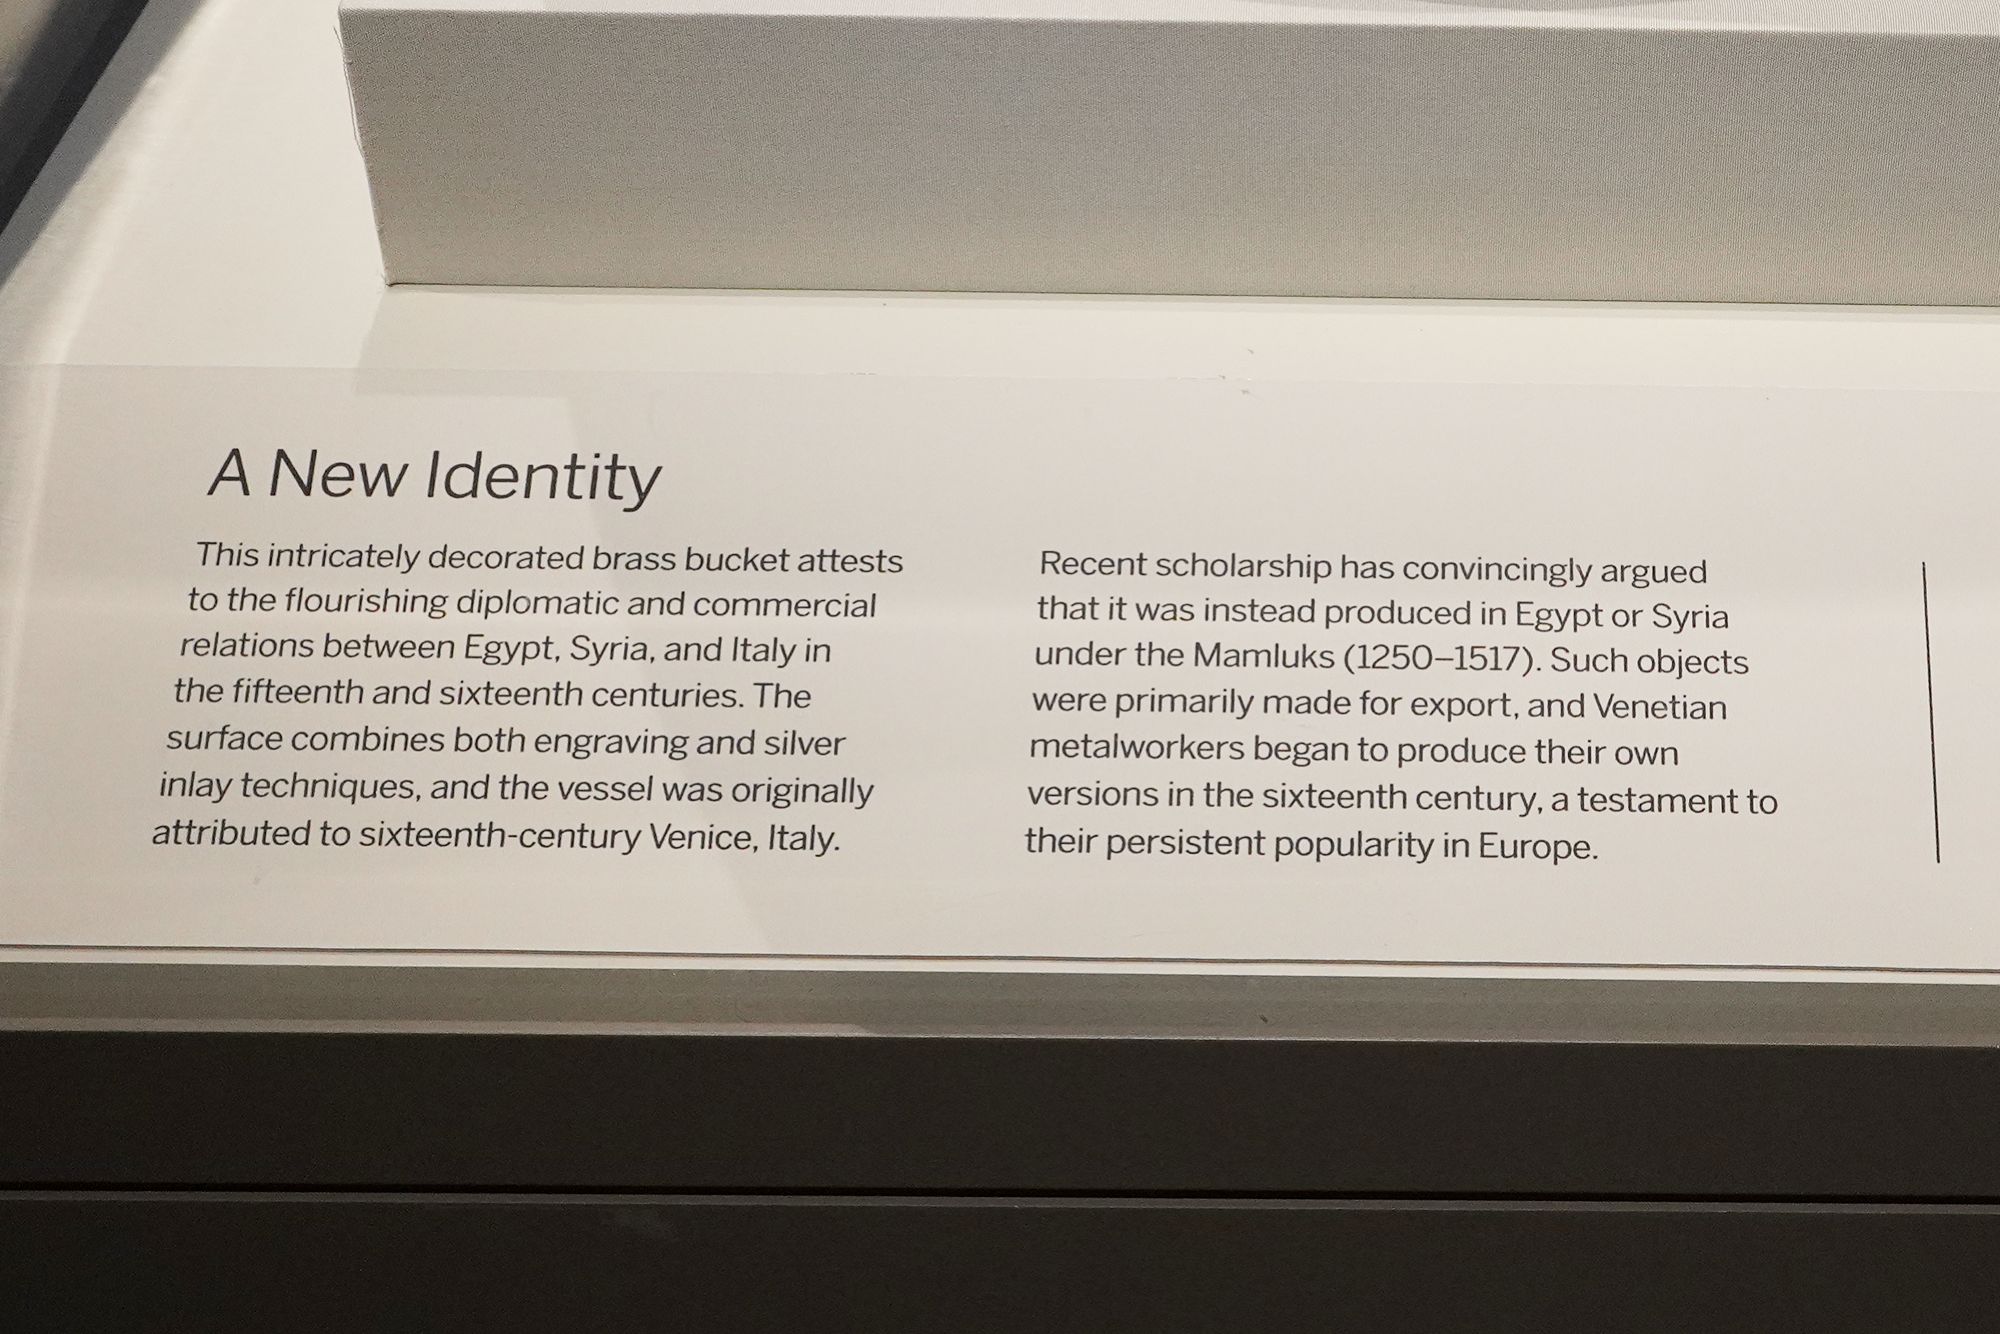 A New Identity
This intricately decorated brass bucket attests
to the flourishing diplomatic and commercial
relations between Egypt, Syria, and Italy in
the fifteenth and sixteenth centuries. The
surface combines both engraving and silver
inlay techniques, and the vessel was originally
attributed to sixteenth-century Venice, Italy.
Recent scholarship has convincingly argued
that it was instead produced in Egypt or Syria
under the Mamluks (1250–1517). Such objects
were primarily made for export, and Venetian
metalworkers began to produce their own
versions in the sixteenth century, a testament to
their persistent popularity in Europe.